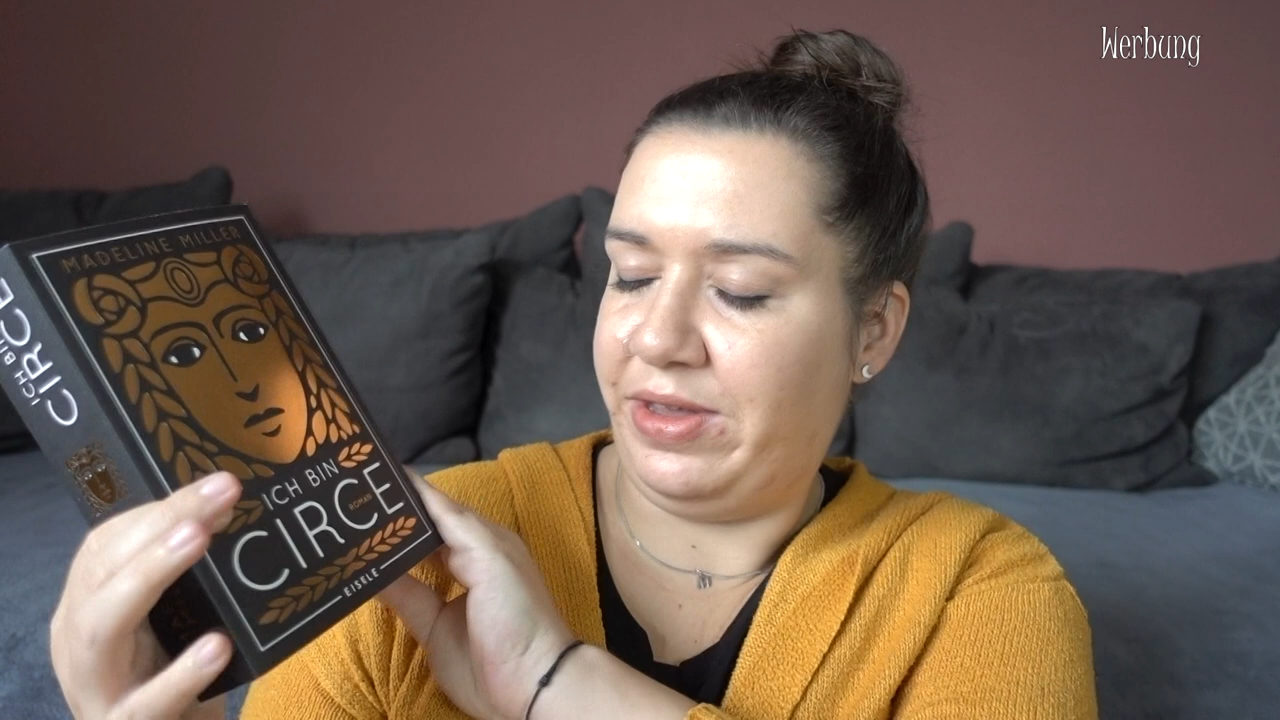 Werbung
MADELINE MILLER
ICH BIN
CIRCE
ROMAN
EISELE
ICH BIN
CIRCE